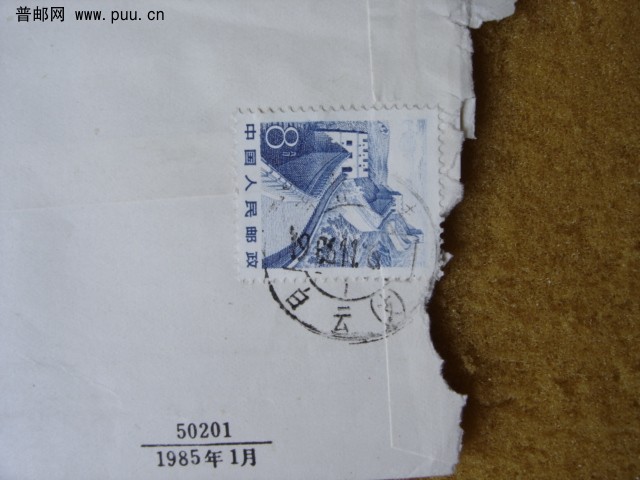 普邮网 www.puu.cn
8分
中国人民邮政
白云
50201
1985年1月